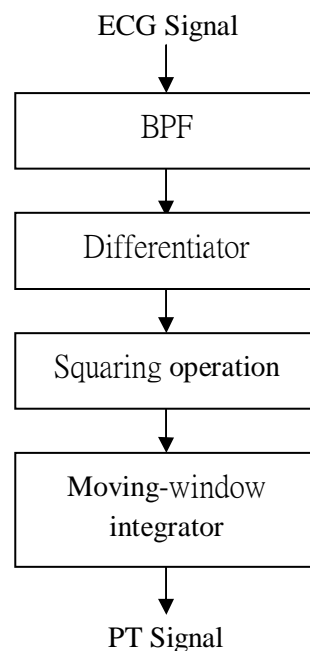 ECG Signal
BPF
Differentiator
Squaring operation
Moving-window
integrator
PT Signal